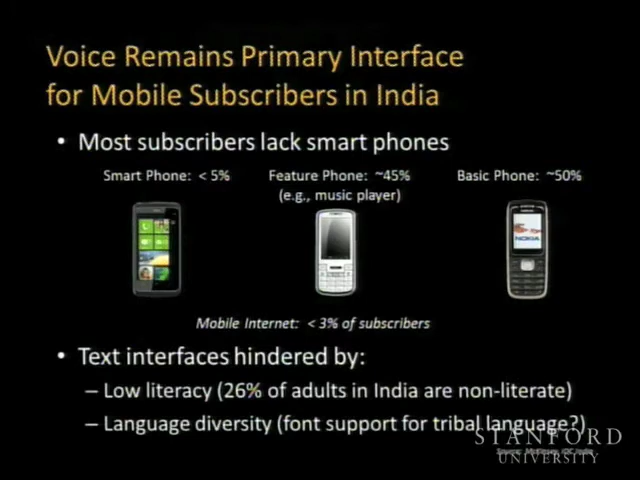 Voice Remains Primary Interface
for Mobile Subscribers in India
• Most subscribers lack smart phones
Smart Phone: < 5%
Feature Phone: ~45%
(e.g., music player)
Basic Phone: ~50%
NOKIA
Mobile Internet: < 3% of subscribers
• Text interfaces hindered by:
– Low literacy (26% of adults in India are non-literate)
– Language diversity (font support for tribal language?)
STANFORD
UNIVERSITY